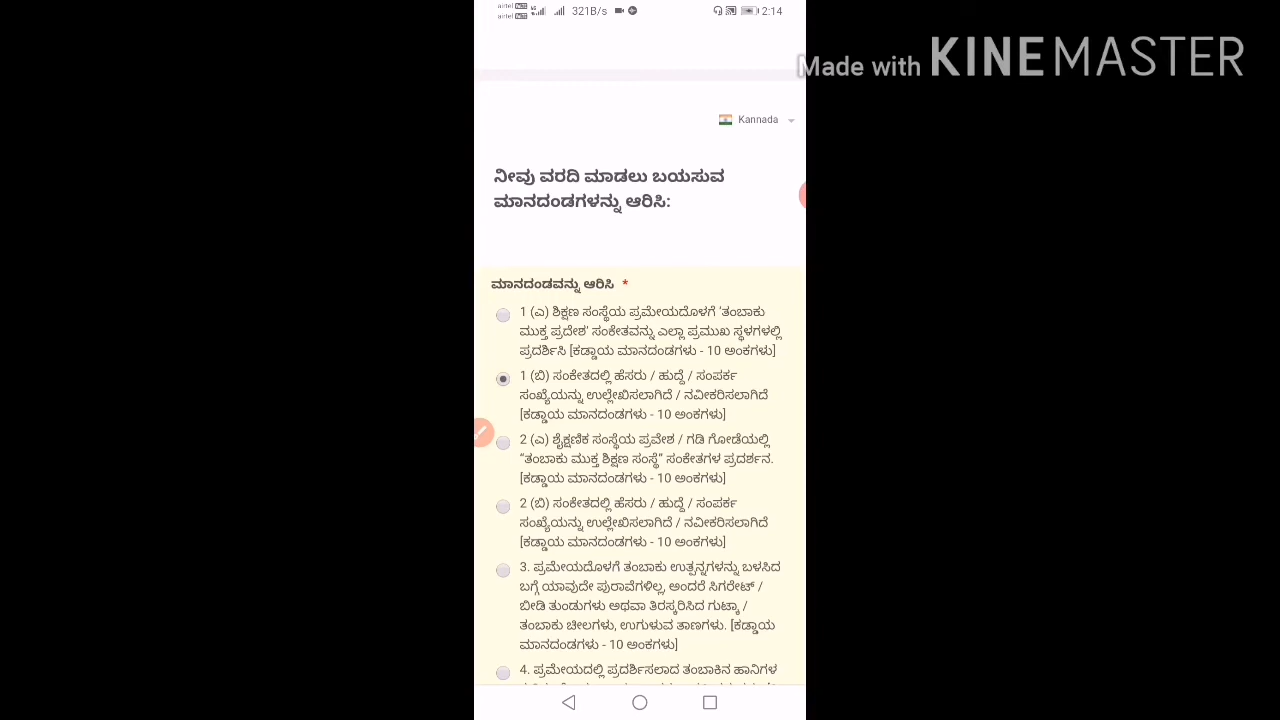 airtel
airtel
321B/s
2:14
Made with KINEMASTER
Kannada
ನೀವು ವರದಿ ಮಾಡಲು ಬಯಸುವ
ಮಾನದಂಡಗಳನ್ನು ಆರಿಸಿ:
ಮಾನದಂಡವನ್ನು ಆರಿಸಿ *
1 (ಎ) ಶಿಕ್ಷಣ ಸಂಸ್ಥೆಯ ಪ್ರಮೇಯದೊಳಗೆ 'ತಂಬಾಕು
ಮುಕ್ತ ಪ್ರದೇಶ' ಸಂಕೇತವನ್ನು ಎಲ್ಲಾ ಪ್ರಮುಖ ಸ್ಥಳಗಳಲ್ಲಿ
ಪ್ರದರ್ಶಿಸಿ [ಕಡ್ಡಾಯ ಮಾನದಂಡಗಳು - 10 ಅಂಕಗಳು]
1 (ಬಿ) ಸಂಕೇತದಲ್ಲಿ ಹೆಸರು / ಹುದ್ದೆ / ಸಂಪರ್ಕ
ಸಂಖ್ಯೆಯನ್ನು ಉಲ್ಲೇಖಿಸಲಾಗಿದೆ / ನವೀಕರಿಸಲಾಗಿದೆ
[ಕಡ್ಡಾಯ ಮಾನದಂಡಗಳು - 10 ಅಂಕಗಳು]
2 (ಎ) ಶೈಕ್ಷಣಿಕ ಸಂಸ್ಥೆಯ ಪ್ರವೇಶ / ಗಡಿ ಗೋಡೆಯಲ್ಲಿ
“ತಂಬಾಕು ಮುಕ್ತ ಶಿಕ್ಷಣ ಸಂಸ್ಥೆ” ಸಂಕೇತಗಳ ಪ್ರದರ್ಶನ.
[ಕಡ್ಡಾಯ ಮಾನದಂಡಗಳು - 10 ಅಂಕಗಳು]
2 (ಬಿ) ಸಂಕೇತದಲ್ಲಿ ಹೆಸರು / ಹುದ್ದೆ / ಸಂಪರ್ಕ
ಸಂಖ್ಯೆಯನ್ನು ಉಲ್ಲೇಖಿಸಲಾಗಿದೆ / ನವೀಕರಿಸಲಾಗಿದೆ
[ಕಡ್ಡಾಯ ಮಾನದಂಡಗಳು - 10 ಅಂಕಗಳು]
3. ಪ್ರಮೇಯದೊಳಗೆ ತಂಬಾಕು ಉತ್ಪನ್ನಗಳನ್ನು ಬಳಸಿದ
ಬಗ್ಗೆ ಯಾವುದೇ ಪುರಾವೆಗಳಿಲ್ಲ, ಅಂದರೆ ಸಿಗರೇಟ್ /
ಬೀಡಿ ತುಂಡುಗಳು ಅಥವಾ ತಿರಸ್ಕರಿಸಿದ ಗುಟ್ಕಾ /
ತಂಬಾಕು ಚೀಲಗಳು, ಉಗುಳುವ ತಾಣಗಳು. [ಕಡ್ಡಾಯ
ಮಾನದಂಡಗಳು - 10 ಅಂಕಗಳು]
4. ಪ್ರಮೇಯದಲ್ಲಿ ಪ್ರದರ್ಶಿಸಲಾದ ತಂಬಾಕಿನ ಹಾನಿಗಳ